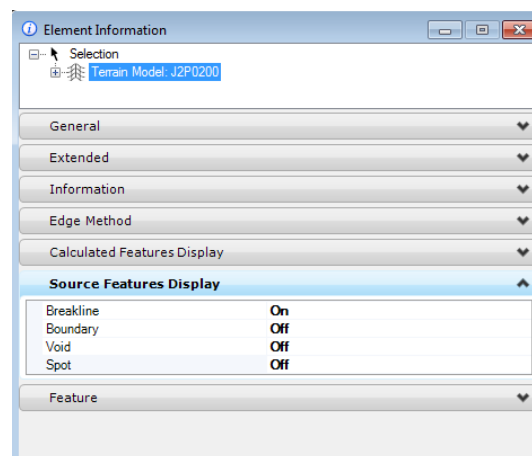 Element Information
Selection
Terrain Model: J2P0200
General
Extended
Information
Edge Method
Calculated Features Display
Source Features Display
Breakline On
Boundary Off
Void Off
Spot Off
Feature